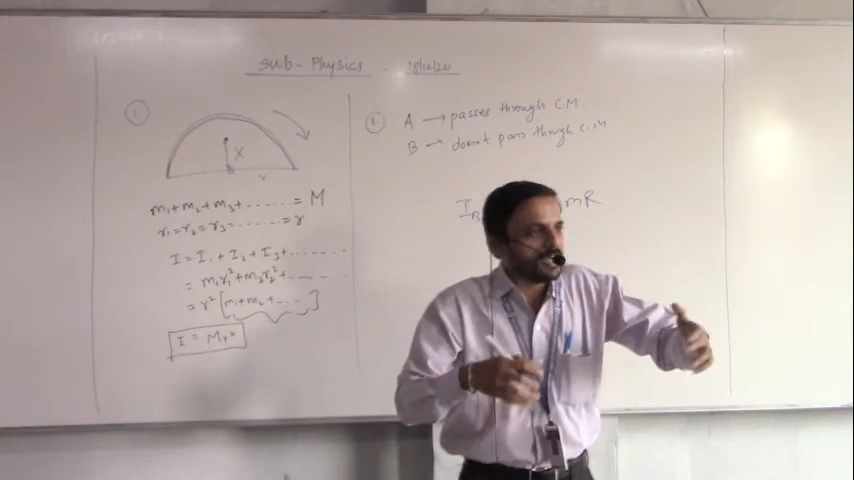 Sub - Physics 18/12/20
①
X
r
m₁+m₂+m₃+ ...... = M
r₁=r₂=r₃=...... = r
I = I₁ + I₂ + I₃+ ......
= m₁r₁²+m₂r₂²+ ......
= r² [m₁+m₂+ ....]
I = Mr²
② A → passes through C.M.
B → doesn't pass through C.M.
I mR